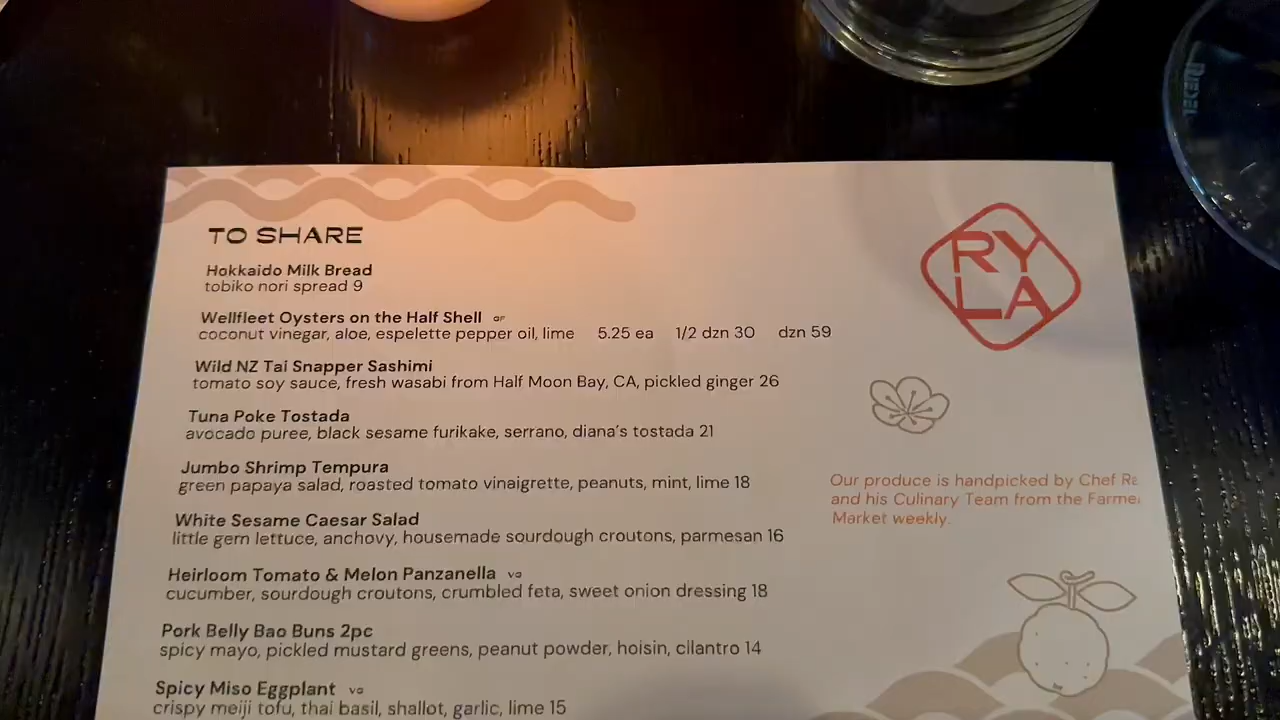 TO SHARE
Hokkaido Milk Bread
tobiko nori spread 9
Wellfleet Oysters on the Half Shell GF
coconut vinegar, aloe, espelette pepper oil, lime 5.25 ea 1/2 dzn 30 dzn 59
Wild NZ Tai Snapper Sashimi
tomato soy sauce, fresh wasabi from Half Moon Bay, CA, pickled ginger 26
Tuna Poke Tostada
avocado puree, black sesame furikake, serrano, diana's tostada 21
Jumbo Shrimp Tempura
green papaya salad, roasted tomato vinaigrette, peanuts, mint, lime 18
White Sesame Caesar Salad
little gem lettuce, anchovy, housemade sourdough croutons, parmesan 16
Heirloom Tomato & Melon Panzanella VG
cucumber, sourdough croutons, crumbled feta, sweet onion dressing 18
Pork Belly Bao Buns 2pc
spicy mayo, pickled mustard greens, peanut powder, hoisin, cilantro 14
Spicy Miso Eggplant VG
crispy meiji tofu, thai basil, shallot, garlic, lime 15
RY
LA
Our produce is handpicked by Chef
and his Culinary Team from the
Market weekly.
RIEDEL